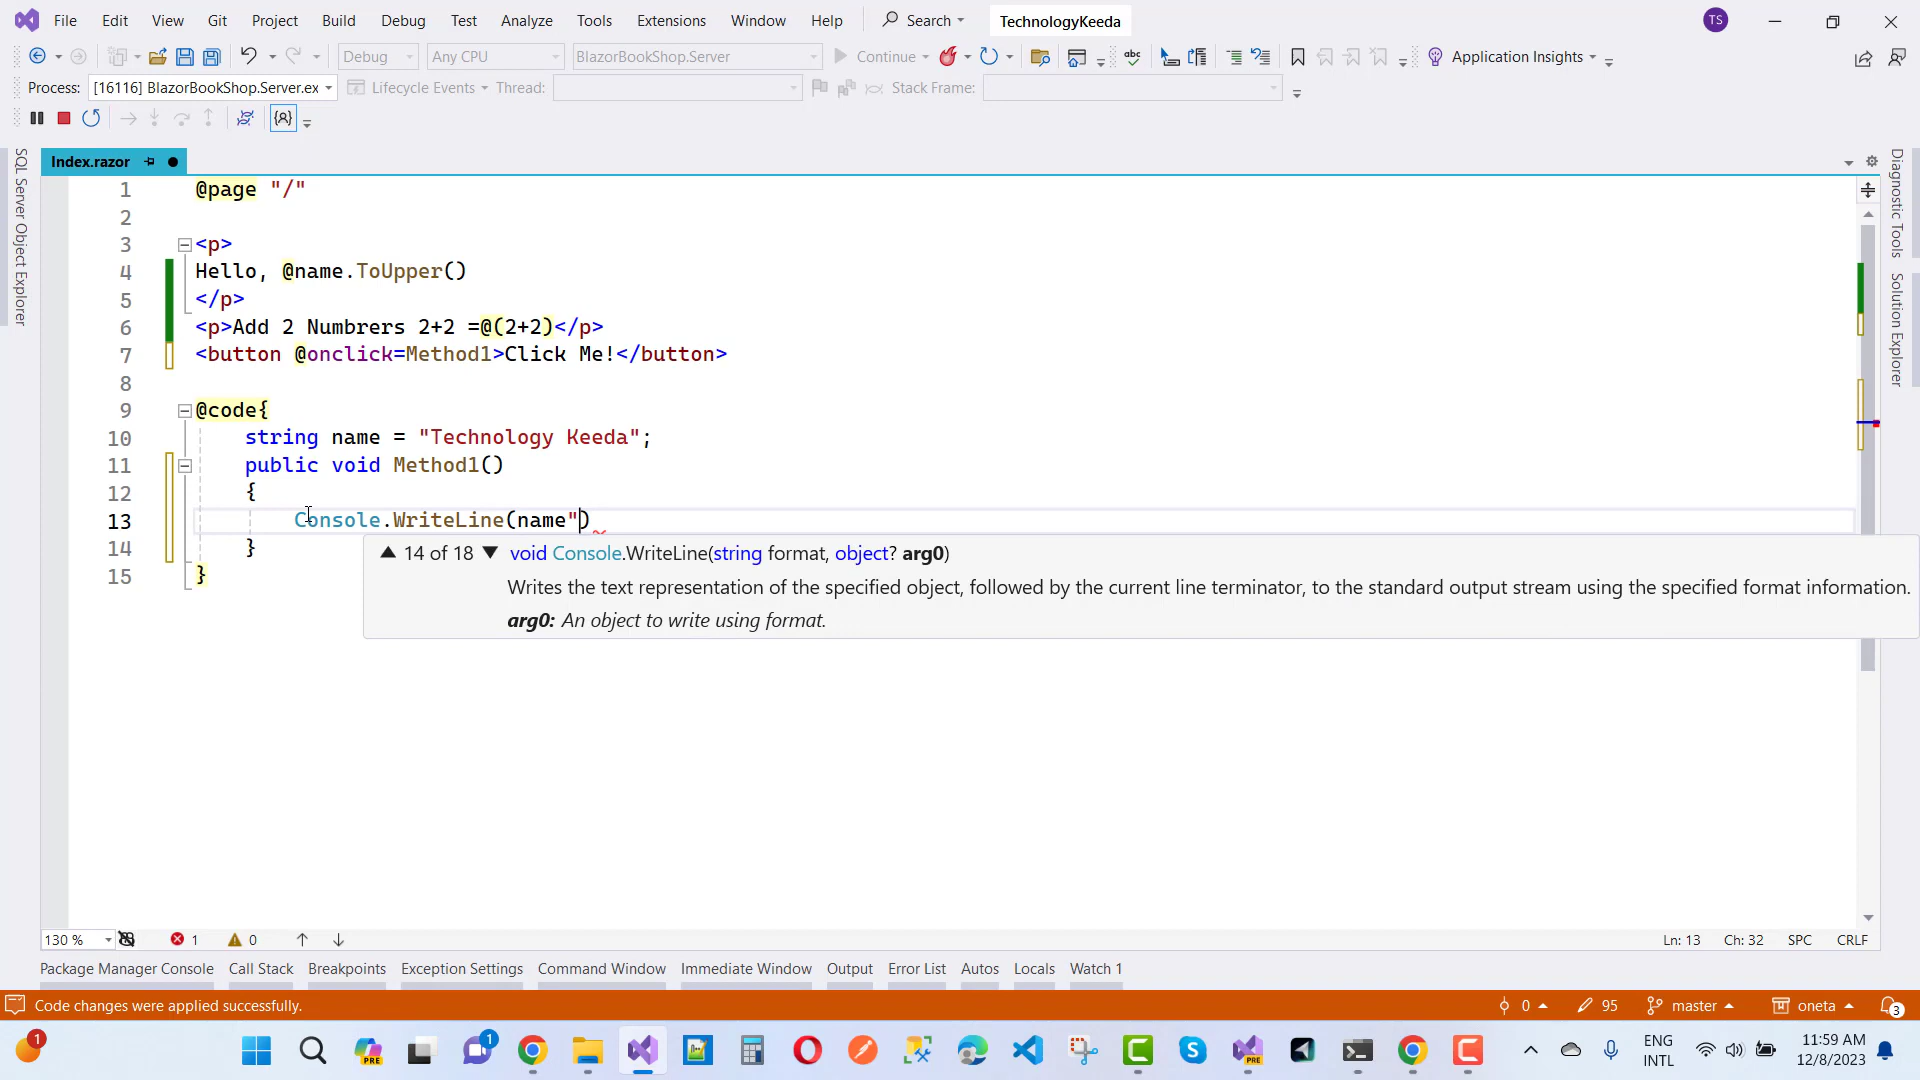 File Edit View Git Project Build Debug Test Analyze Tools Extensions Window Help Search TechnologyKeeda TS
Debug Any CPU BlazorBookShop.Server Continue Application Insights
Process: [16116] BlazorBookShop.Server.ex Lifecycle Events Thread: Stack Frame:
SQL Server Object Explorer
Index.razor
Diagnostic Tools
Solution Explorer
1 @page "/"
2
3 <p>
4 Hello, @name.ToUpper()
5 </p>
6 <p>Add 2 Numbrers 2+2 =@(2+2)</p>
7 <button @onclick=Method1>Click Me!</button>
8
9 @code{
10 string name = "Technology Keeda";
11 public void Method1()
12 {
13 Console.WriteLine(name")
14 }
15 }
14 of 18 void Console.WriteLine(string format, object? arg0)
Writes the text representation of the specified object, followed by the current line terminator, to the standard output stream using the specified format information.
arg0: An object to write using format.
130 % 1 0 Ln: 13 Ch: 32 SPC CRLF
Package Manager Console Call Stack Breakpoints Exception Settings Command Window Immediate Window Output Error List Autos Locals Watch 1
Code changes were applied successfully. 0 95 master oneta 3
1 1 PRE PRE ENG 11:59 AM
INTL 12/8/2023